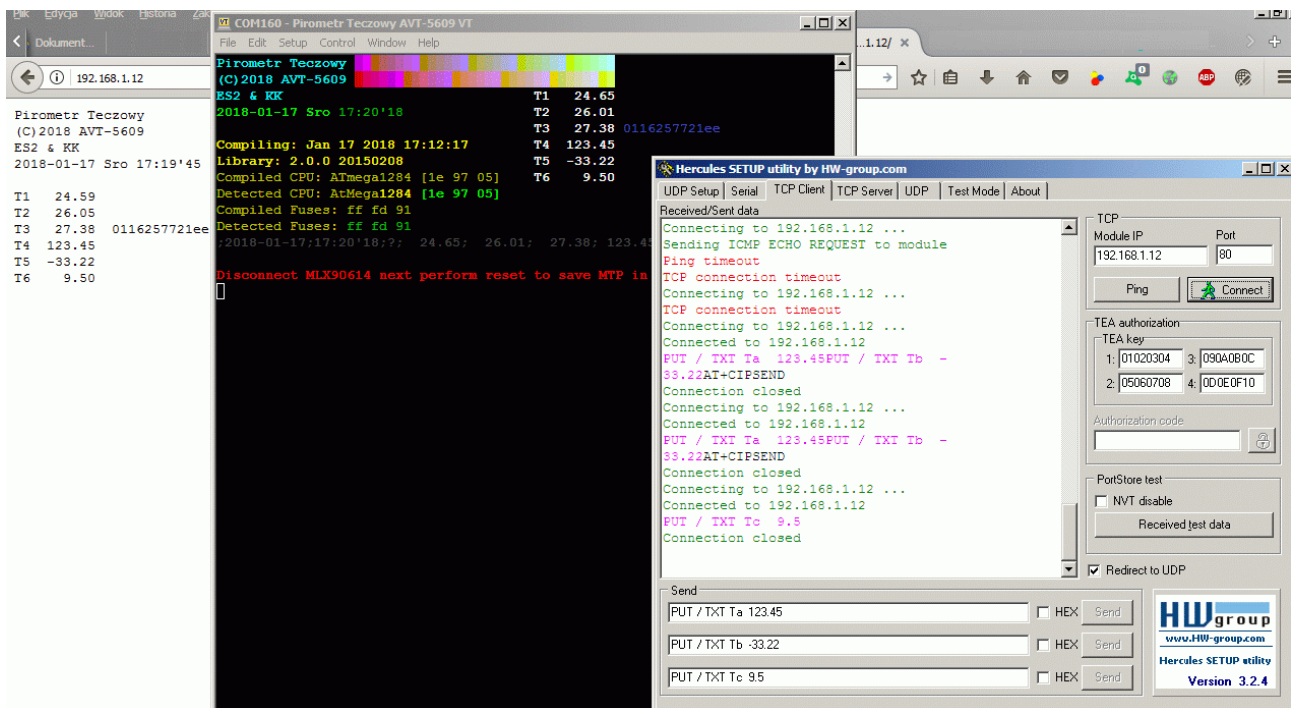 Plik Edycja Widok Historia Zak
Dokument...
192.168.1.12
Pirometr Teczowy
(C)2018 AVT-5609
ES2 & KK
2018-01-17 Sro 17:19'45
T1 24.59
T2 26.05
T3 27.38 0116257721ee
T4 123.45
T5 -33.22
T6 9.50
COM160 - Pirometr Teczowy AVT-5609 VT
File Edit Setup Control Window Help
Pirometr Teczowy
(C)2018 AVT-5609
ES2 & KK T1 24.65
2018-01-17 Sro 17:20'18 T2 26.01
T3 27.38 0116257721ee
Compiling: Jan 17 2018 17:12:17 T4 123.45
Library: 2.0.0 20150208 T5 -33.22
Compiled CPU: ATmega1284 [1e 97 05] T6 9.50
Detected CPU: AtMega1284 [1e 97 05]
Compiled Fuses: ff fd 91
Detected Fuses: ff fd 91
;2018-01-17;17:20'18;?; 24.65; 26.01; 27.38; 123.45
Disconnect MLX90614 next perform reset to save MTP in
...1.12/
0
ABP
Hercules SETUP utility by HW-group.com
UDP Setup Serial TCP Client TCP Server UDP Test Mode About
Received/Sent data
Connecting to 192.168.1.12 ...
Sending ICMP ECHO REQUEST to module
Ping timeout
TCP connection timeout
Connecting to 192.168.1.12 ...
TCP connection timeout
Connecting to 192.168.1.12 ...
Connected to 192.168.1.12
PUT / TXT Ta 123.45PUT / TXT Tb -
33.22AT+CIPSEND
Connection closed
Connecting to 192.168.1.12 ...
Connected to 192.168.1.12
PUT / TXT Ta 123.45PUT / TXT Tb -
33.22AT+CIPSEND
Connection closed
Connecting to 192.168.1.12 ...
Connected to 192.168.1.12
PUT / TXT Tc 9.5
Connection closed
TCP
Module IP Port
192.168.1.12 80
Ping Connect
TEA authorization
TEA key
1: 01020304 3: 090A0B0C
2: 05060708 4: 0D0E0F10
Authorization code
PortStore test
NVT disable
Received test data
Redirect to UDP
Send
PUT / TXT Ta 123.45 HEX Send
PUT / TXT Tb -33.22 HEX Send
PUT / TXT Tc 9.5 HEX Send
HWgroup
www.HW-group.com
Hercules SETUP utility
Version 3.2.4